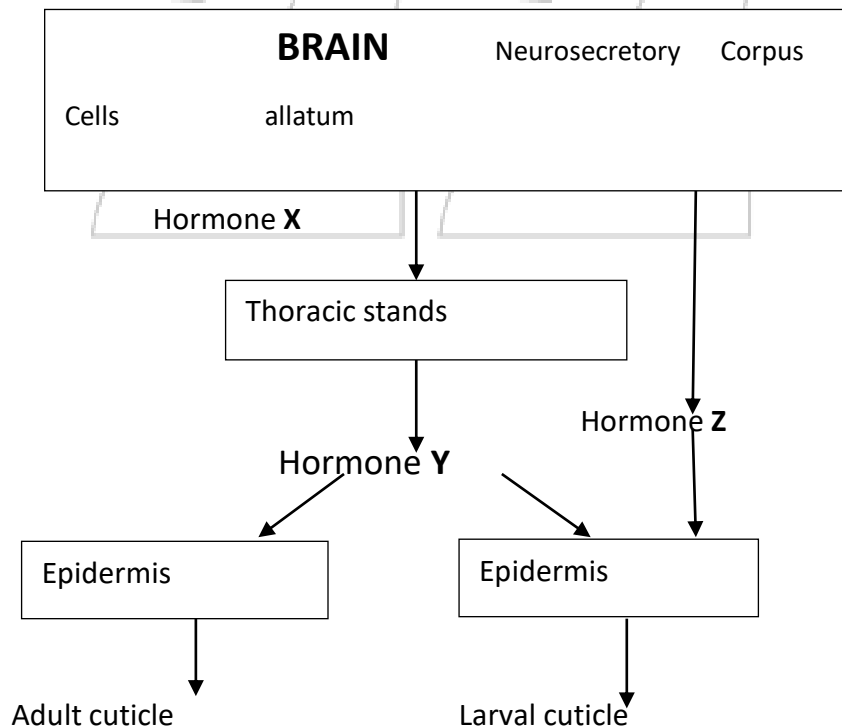 BRAIN Neurosecretory Corpus
Cells allatum
Hormone X
Thoracic stands
Hormone Z
Hormone Y
Epidermis Epidermis
Adult cuticle Larval cuticle